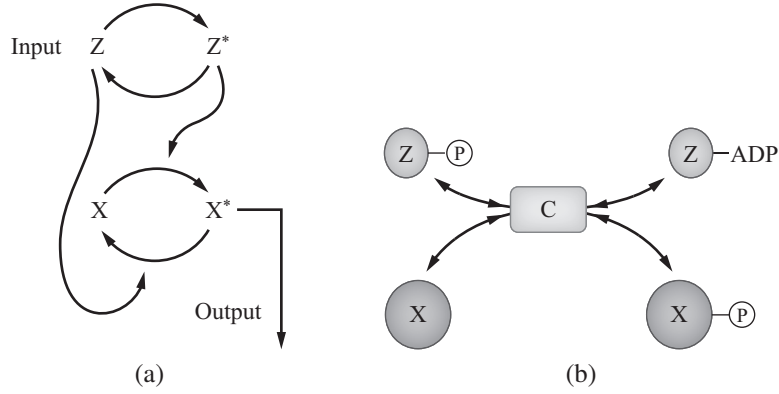 Input Z Z*
X X*
Output
(a)
Z P
Z ADP
C
X
X P
(b)